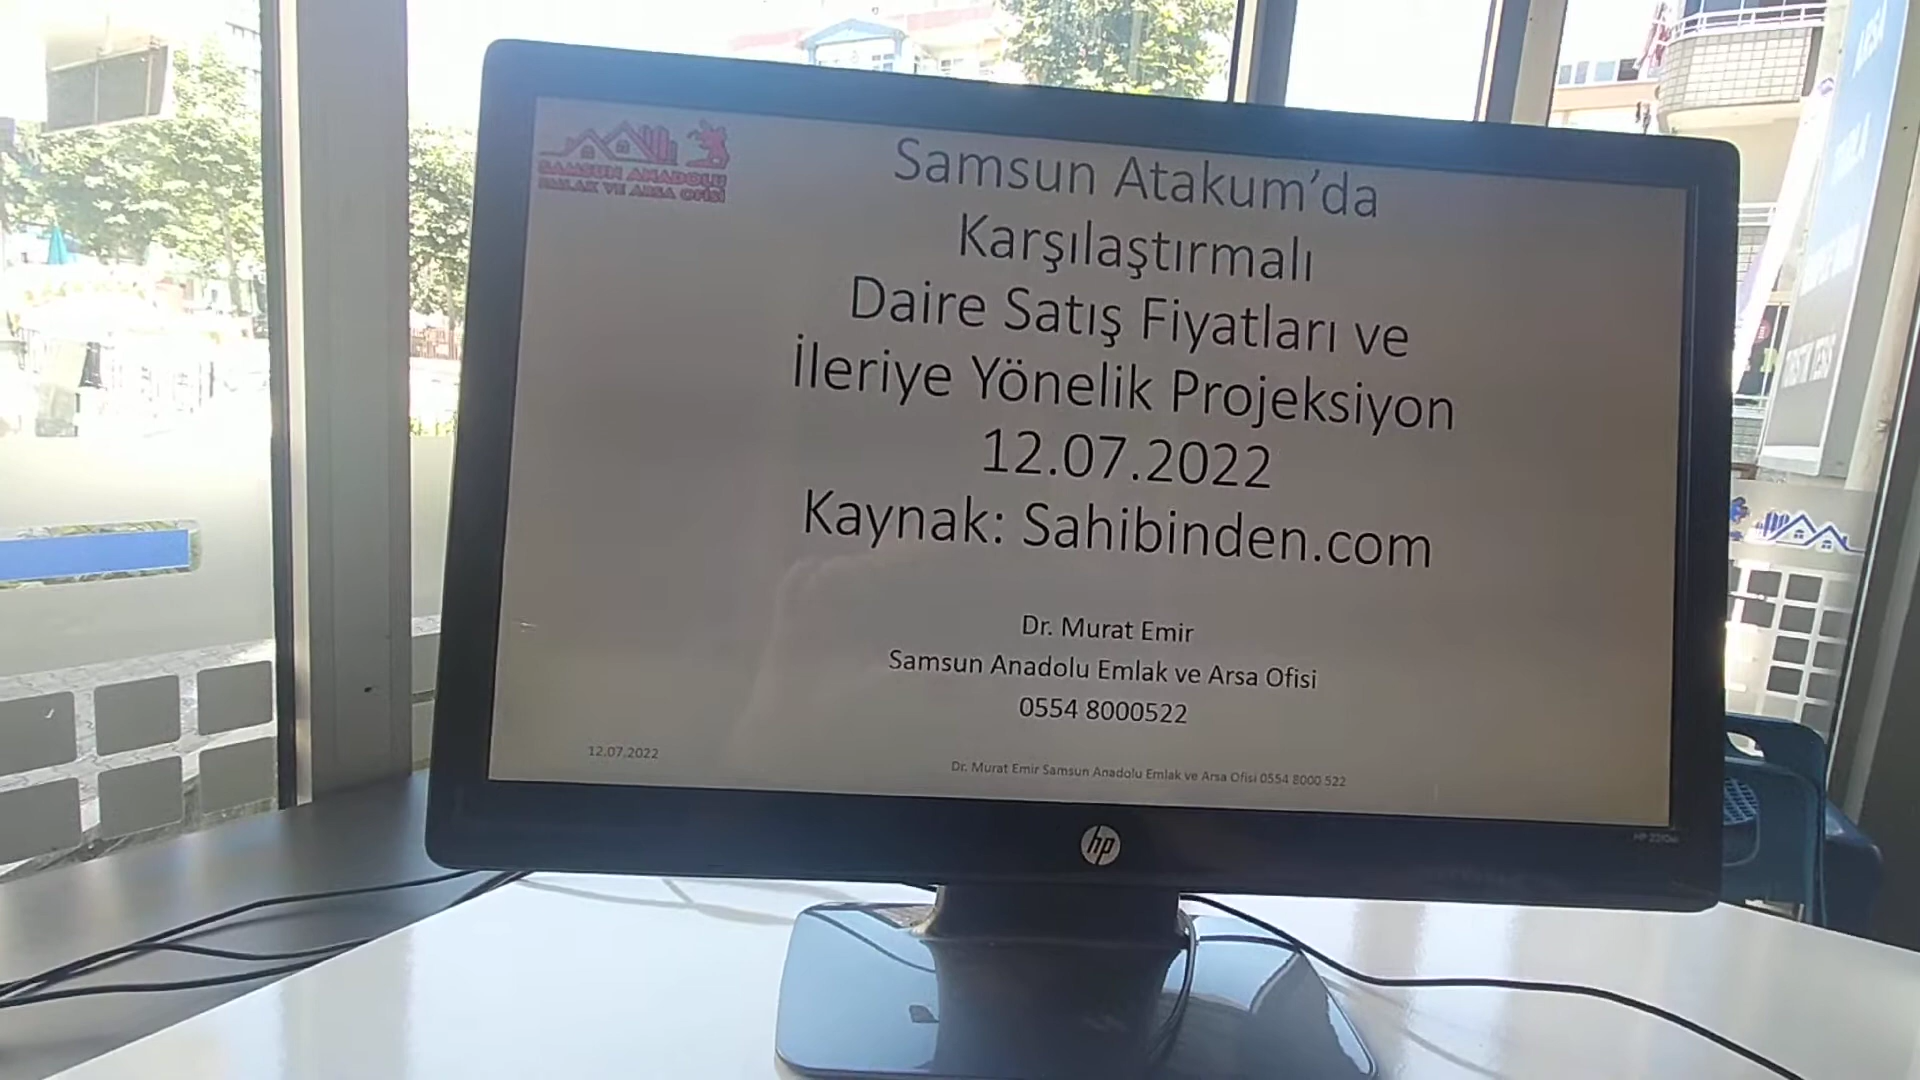 SAMSUN ANADOLU
EMLAK VE ARSA OFİSİ
Samsun Atakum’da
Karşılaştırmalı
Daire Satış Fiyatları ve
İleriye Yönelik Projeksiyon
12.07.2022
Kaynak: Sahibinden.com
Dr. Murat Emir
Samsun Anadolu Emlak ve Arsa Ofisi
0554 8000522
12.07.2022
Dr. Murat Emir Samsun Anadolu Emlak ve Arsa Ofisi 0554 8000 522
hp